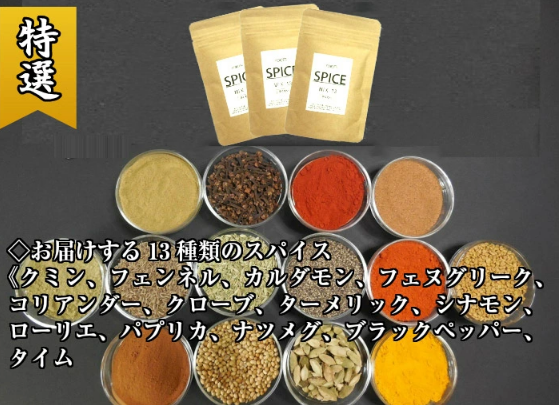 特選
SPICE
SPICE
SPICE
◇お届けする13種類のスパイス
《クミン、フェンネル、カルダモン、フェヌグリーク、
コリアンダー、クローブ、ターメリック、シナモン、
ローリエ、パプリカ、ナツメグ、ブラックペッパー、
タイム